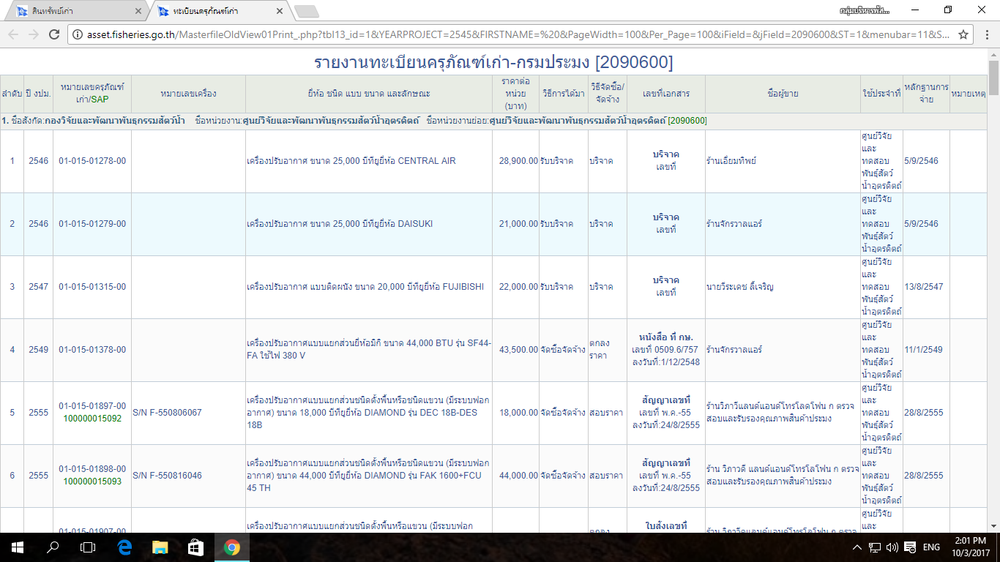 สินทรัพย์เก่า
ทะเบียนครุภัณฑ์เก่า
asset.fisheries.go.th/MasterfileOldView01Print_.php?tbl13_id=1&YEARPROJECT=2545&FIRSTNAME=%20&PageWidth=100&Per_Page=100&iField=&jField=2090600&ST=1&menubar=11&S...
รายงานทะเบียนครุภัณฑ์เก่า-กรมประมง [2090600]
ลำดับ ปี งปม. หมายเลขครุภัณฑ์เก่า/SAP หมายเลขเครื่อง ยี่ห้อ ชนิด แบบ ขนาด และลักษณะ ราคาต่อหน่วย (บาท) วิธีการได้มา วิธีจัดซื้อ/จัดจ้าง เลขที่เอกสาร ชื่อผู้ขาย ใช้ประจำที่ หลักฐานการจ่าย หมายเหตุ
1. ชื่อสังกัด:กองวิจัยและพัฒนาพันธุกรรมสัตว์น้ำ ชื่อหน่วยงาน:ศูนย์วิจัยและพัฒนาพันธุกรรมสัตว์น้ำอุตรดิตถ์ ชื่อหน่วยงานย่อย:ศูนย์วิจัยและพัฒนาพันธุกรรมสัตว์น้ำอุตรดิตถ์ [2090600]
1 2546 01-015-01278-00 เครื่องปรับอากาศ ขนาด 25,000 บีทียูยี่ห้อ CENTRAL AIR 28,900.00 รับบริจาค บริจาค บริจาค เลขที่ ร้านเอี่ยมทิพย์ ศูนย์วิจัยและทดสอบพันธุ์สัตว์น้ำอุตรดิตถ์ 5/9/2546
2 2546 01-015-01279-00 เครื่องปรับอากาศ ขนาด 25,000 บีทียูยี่ห้อ DAISUKI 21,000.00 รับบริจาค บริจาค บริจาค เลขที่ ร้านจักรวาลแอร์ ศูนย์วิจัยและทดสอบพันธุ์สัตว์น้ำอุตรดิตถ์ 5/9/2546
3 2547 01-015-01315-00 เครื่องปรับอากาศ แบบติดผนัง ขนาด 20,000 บีทียูยี่ห้อ FUJIBISHI 22,000.00 รับบริจาค บริจาค บริจาค เลขที่ นายวีระเดช ลี้เจริญ ศูนย์วิจัยและทดสอบพันธุ์สัตว์น้ำอุตรดิตถ์ 13/8/2547
4 2549 01-015-01378-00 เครื่องปรับอากาศแบบแยกส่วนยี่ห้อมิกี้ ขนาด 44,000 BTU รุ่น SF44-FA ใช้ไฟ 380 V 43,500.00 จัดซื้อจัดจ้าง ตกลงราคา หนังสือ ที่ กษ. เลขที่ 0509.6/757 ลงวันที่:1/12/2548 ร้านจักรวาลแอร์ ศูนย์วิจัยและทดสอบพันธุ์สัตว์น้ำอุตรดิตถ์ 11/1/2549
5 2555 01-015-01897-00 100000015092 S/N F-550806067 เครื่องปรับอากาศแบบแยกส่วนชนิดตั้งพื้นหรือชนิดแขวน (มีระบบฟอกอากาศ) ขนาด 18,000 บีทียูยี่ห้อ DIAMOND รุ่น DEC 18B-DES 18B 18,000.00 จัดซื้อจัดจ้าง สอบราคา สัญญาเลขที่ เลขที่ พ.ค.-55 ลงวันที่:24/8/2555 ร้านวิภาวีแลนด์แอนด์โทรโลดโฟน ก ตรวจสอบและรับรองคุณภาพสินค้าประมง ศูนย์วิจัยและทดสอบพันธุ์สัตว์น้ำอุตรดิตถ์ 28/8/2555
6 2555 01-015-01898-00 100000015093 S/N F-550816046 เครื่องปรับอากาศแบบแยกส่วนชนิดตั้งพื้นหรือชนิดแขวน (มีระบบฟอกอากาศ) ขนาด 44,000 บีทียูยี่ห้อ DIAMOND รุ่น FAK 1600+FCU 45 TH 44,000.00 จัดซื้อจัดจ้าง สอบราคา สัญญาเลขที่ เลขที่ พ.ค.-55 ลงวันที่:24/8/2555 ร้าน วิภาวดี แลนด์แอนด์โทรโลโฟน ก ตรวจสอบและรับรองคุณภาพสินค้าประมง ศูนย์วิจัยและทดสอบพันธุ์สัตว์น้ำอุตรดิตถ์ 28/8/2555
01-015-01907-00 เครื่องปรับอากาศแบบแยกส่วนชนิดตั้งพื้นหรือแขวน (มีระบบฟอก ตกลง ใบสั่งเลขที่ ศูนย์วิจัยและ
ENG
2:01 PM
10/3/2017